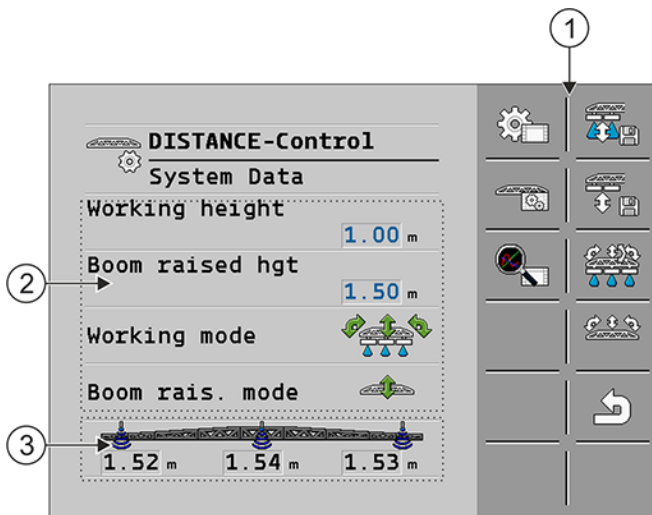 1
DISTANCE-Control
System Data
Working height
1.00 m
2
Boom raised hgt
1.50 m
Working mode
Boom rais. mode
3
1.52 m 1.54 m 1.53 m